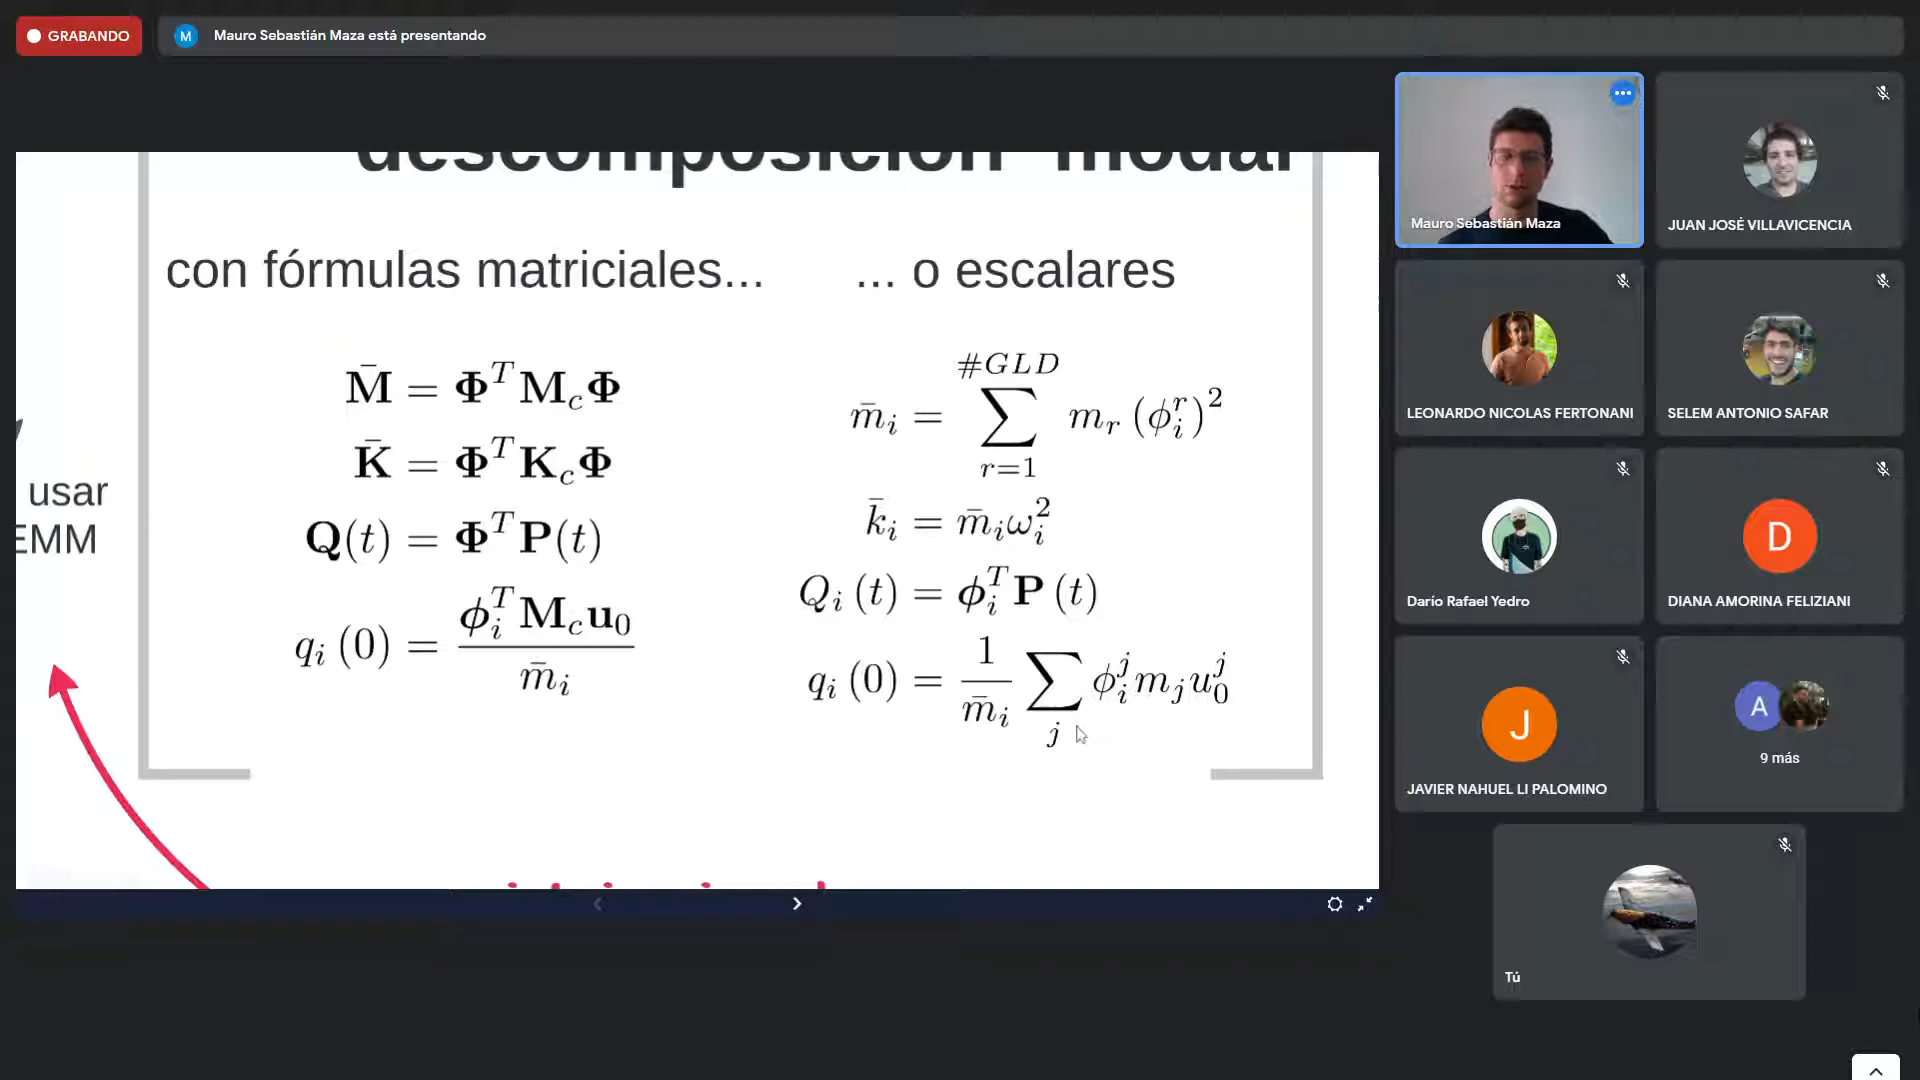 GRABANDO
M Mauro Sebastián Maza está presentando
descomposición modal
con fórmulas matriciales... ... o escalares
M̄ = Φ^T M_c Φ
K̄ = Φ^T K_c Φ
Q(t) = Φ^T P(t)
q_i (0) = ϕ_i^T M_c u_0 / m̄_i
m̄_i = ∑_{r=1}^{#GLD} m_r (ϕ_i^r)^2
k̄_i = m̄_i ω_i^2
Q_i (t) = ϕ_i^T P (t)
q_i (0) = 1/m̄_i ∑_j ϕ_i^j m_j u_0^j
usar
EMM
Mauro Sebastián Maza
JUAN JOSÉ VILLAVICENCIA
LEONARDO NICOLAS FERTONANI
SELEM ANTONIO SAFAR
Darío Rafael Yedro
D
DIANA AMORINA FELIZIANI
J
JAVIER NAHUEL LI PALOMINO
A
9 más
Tú